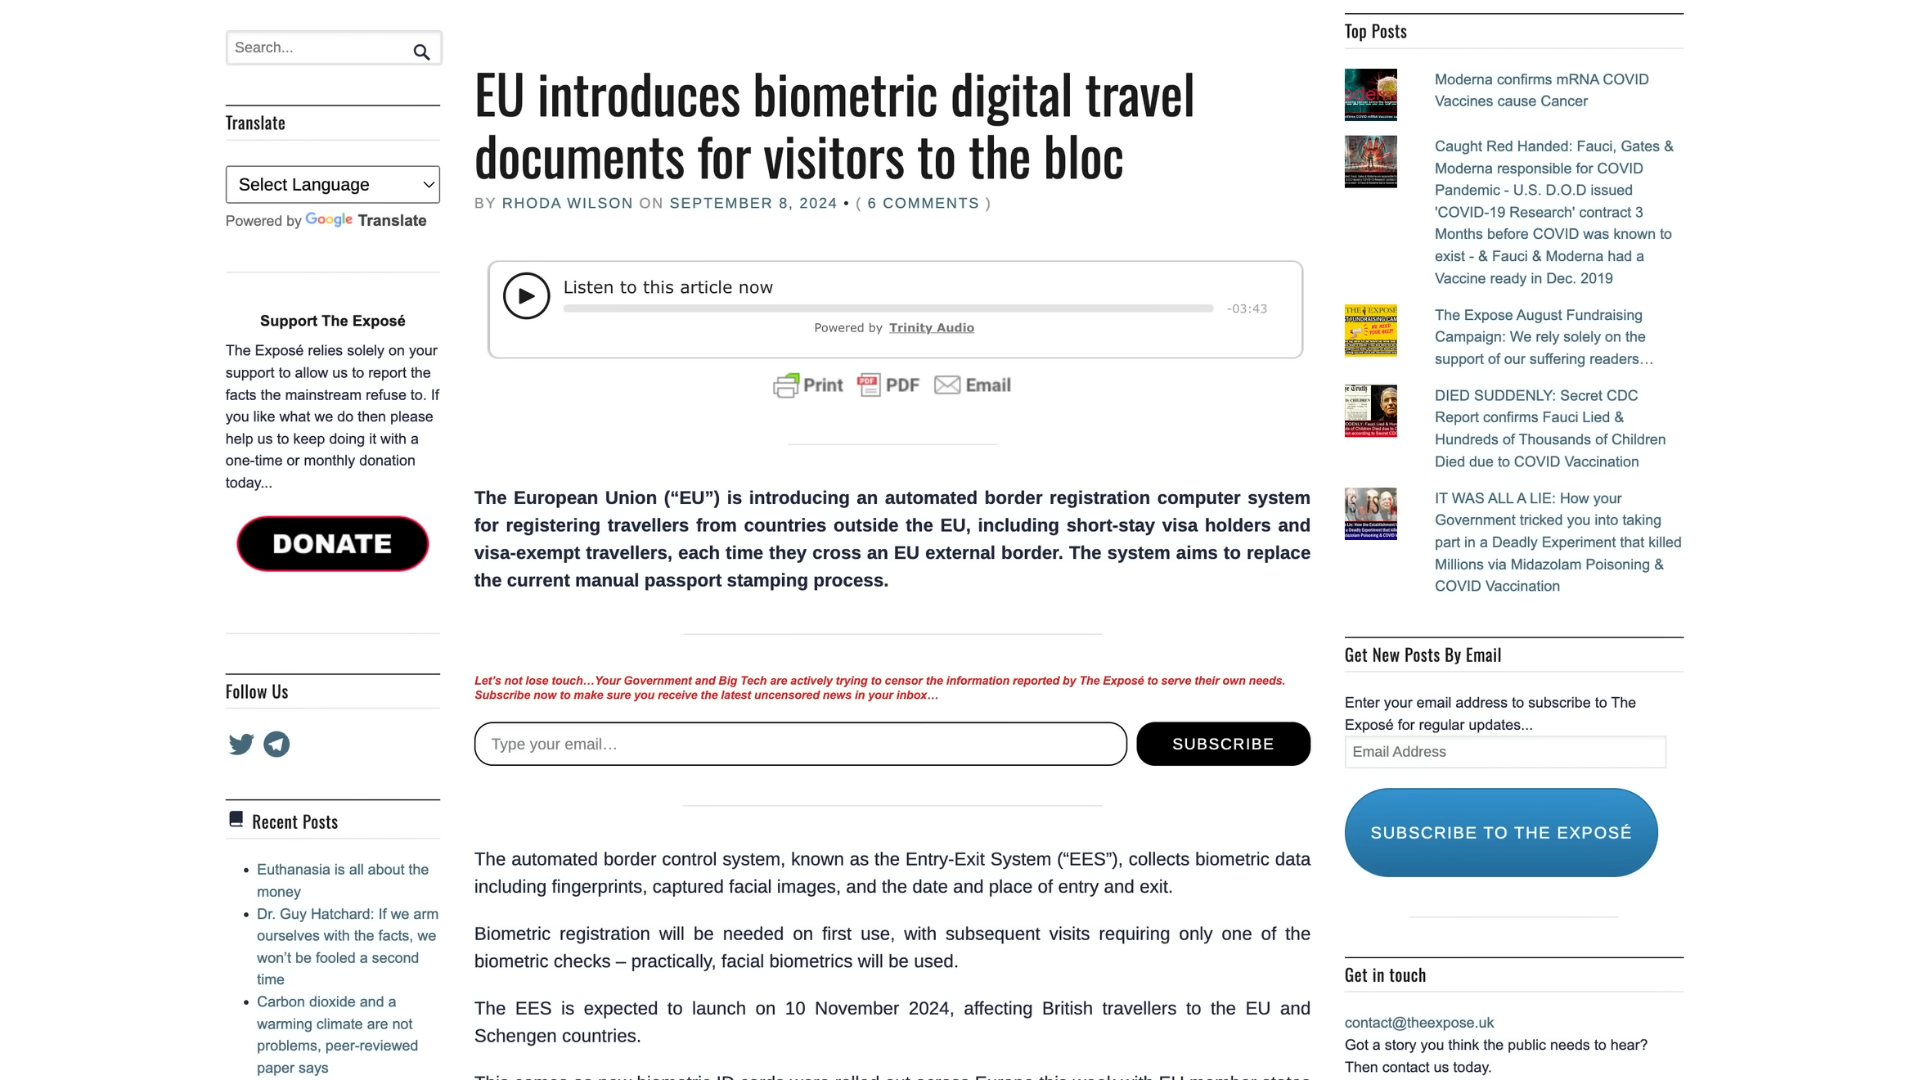 Search...
Translate
Select Language
Powered by Google Translate
Support The Exposé
The Exposé relies solely on your
support to allow us to report the
facts the mainstream refuse to. If
you like what we do then please
help us to keep doing it with a
one-time or monthly donation
today...
DONATE
Follow Us
Recent Posts
Euthanasia is all about the
money
Dr. Guy Hatchard: If we arm
ourselves with the facts, we
won’t be fooled a second
time
Carbon dioxide and a
warming climate are not
problems, peer-reviewed
paper says
EU introduces biometric digital travel
documents for visitors to the bloc
BY RHODA WILSON ON SEPTEMBER 8, 2024 • ( 6 COMMENTS )
Listen to this article now
-03:43
Powered by Trinity Audio
Print PDF Email
The European Union (“EU”) is introducing an automated border registration computer system
for registering travellers from countries outside the EU, including short-stay visa holders and
visa-exempt travellers, each time they cross an EU external border. The system aims to replace
the current manual passport stamping process.
Let’s not lose touch…Your Government and Big Tech are actively trying to censor the information reported by The Exposé to serve their own needs.
Subscribe now to make sure you receive the latest uncensored news in your inbox…
Type your email…
SUBSCRIBE
The automated border control system, known as the Entry-Exit System (“EES”), collects biometric data
including fingerprints, captured facial images, and the date and place of entry and exit.
Biometric registration will be needed on first use, with subsequent visits requiring only one of the
biometric checks – practically, facial biometrics will be used.
The EES is expected to launch on 10 November 2024, affecting British travellers to the EU and
Schengen countries.
This comes as new biometric ID cards were rolled out across Europe this week with EU member states
Top Posts
Moderna confirms mRNA COVID
Vaccines cause Cancer
Caught Red Handed: Fauci, Gates &
Moderna responsible for COVID
Pandemic - U.S. D.O.D issued
'COVID-19 Research' contract 3
Months before COVID was known to
exist - & Fauci & Moderna had a
Vaccine ready in Dec. 2019
The Expose August Fundraising
Campaign: We rely solely on the
support of our suffering readers…
DIED SUDDENLY: Secret CDC
Report confirms Fauci Lied &
Hundreds of Thousands of Children
Died due to COVID Vaccination
IT WAS ALL A LIE: How your
Government tricked you into taking
part in a Deadly Experiment that killed
Millions via Midazolam Poisoning &
COVID Vaccination
Get New Posts By Email
Enter your email address to subscribe to The
Exposé for regular updates...
Email Address
SUBSCRIBE TO THE EXPOSÉ
Get in touch
contact@theexpose.uk
Got a story you think the public needs to hear?
Then contact us today.